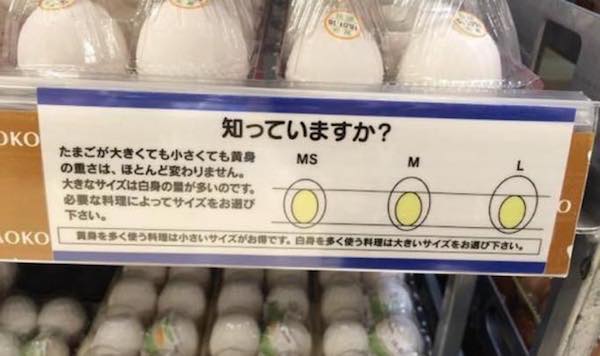 知っていますか?
たまごが大きくても小さくても黄身
の重さは、ほとんど変わりません。
大きなサイズは白身の量が多いのです。
必要な料理によってサイズをお選び
下さい。
MS
M
L
黄身を多く使う料理は小さいサイズがお得です。白身を多く使う料理は大きいサイズをお選び下さい。
OKO
OKO